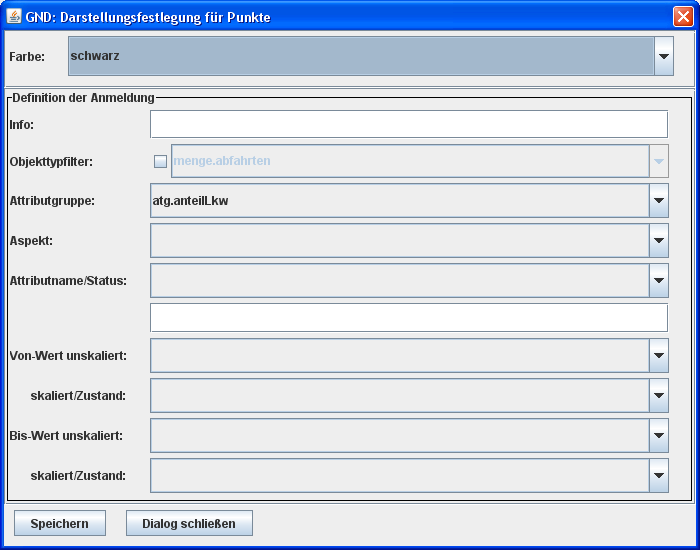 GND: Darstellungsfestlegung für Punkte
Farbe: schwarz
Definition der Anmeldung
Info:
Objekttypfilter: menge.abfahrten
Attributgruppe: atg.anteilLkw
Aspekt:
Attributname/Status:
Von-Wert unskaliert:
skaliert/Zustand:
Bis-Wert unskaliert:
skaliert/Zustand:
Speichern Dialog schließen